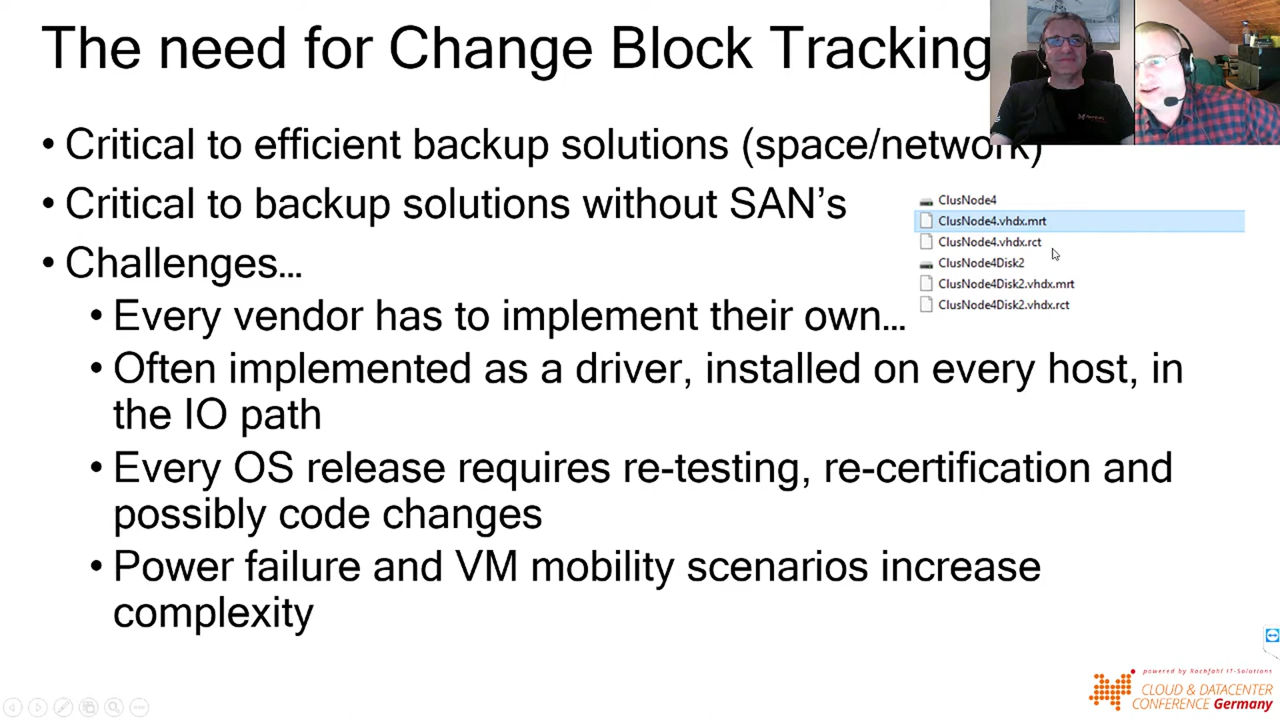 The need for Change Block Tracking
• Critical to efficient backup solutions (space/network)
• Critical to backup solutions without SAN's
• Challenges...
• Every vendor has to implement their own...
• Often implemented as a driver, installed on every host, in
the IO path
• Every OS release requires re-testing, re-certification and
possibly code changes
• Power failure and VM mobility scenarios increase
complexity
ClusNode4
ClusNode4.vhdx.mrt
ClusNode4.vhdx.rct
ClusNode4Disk2
ClusNode4Disk2.vhdx.mrt
ClusNode4Disk2.vhdx.rct
powered by Rachfahl IT-Solutions
CLOUD & DATACENTER
CONFERENCE Germany